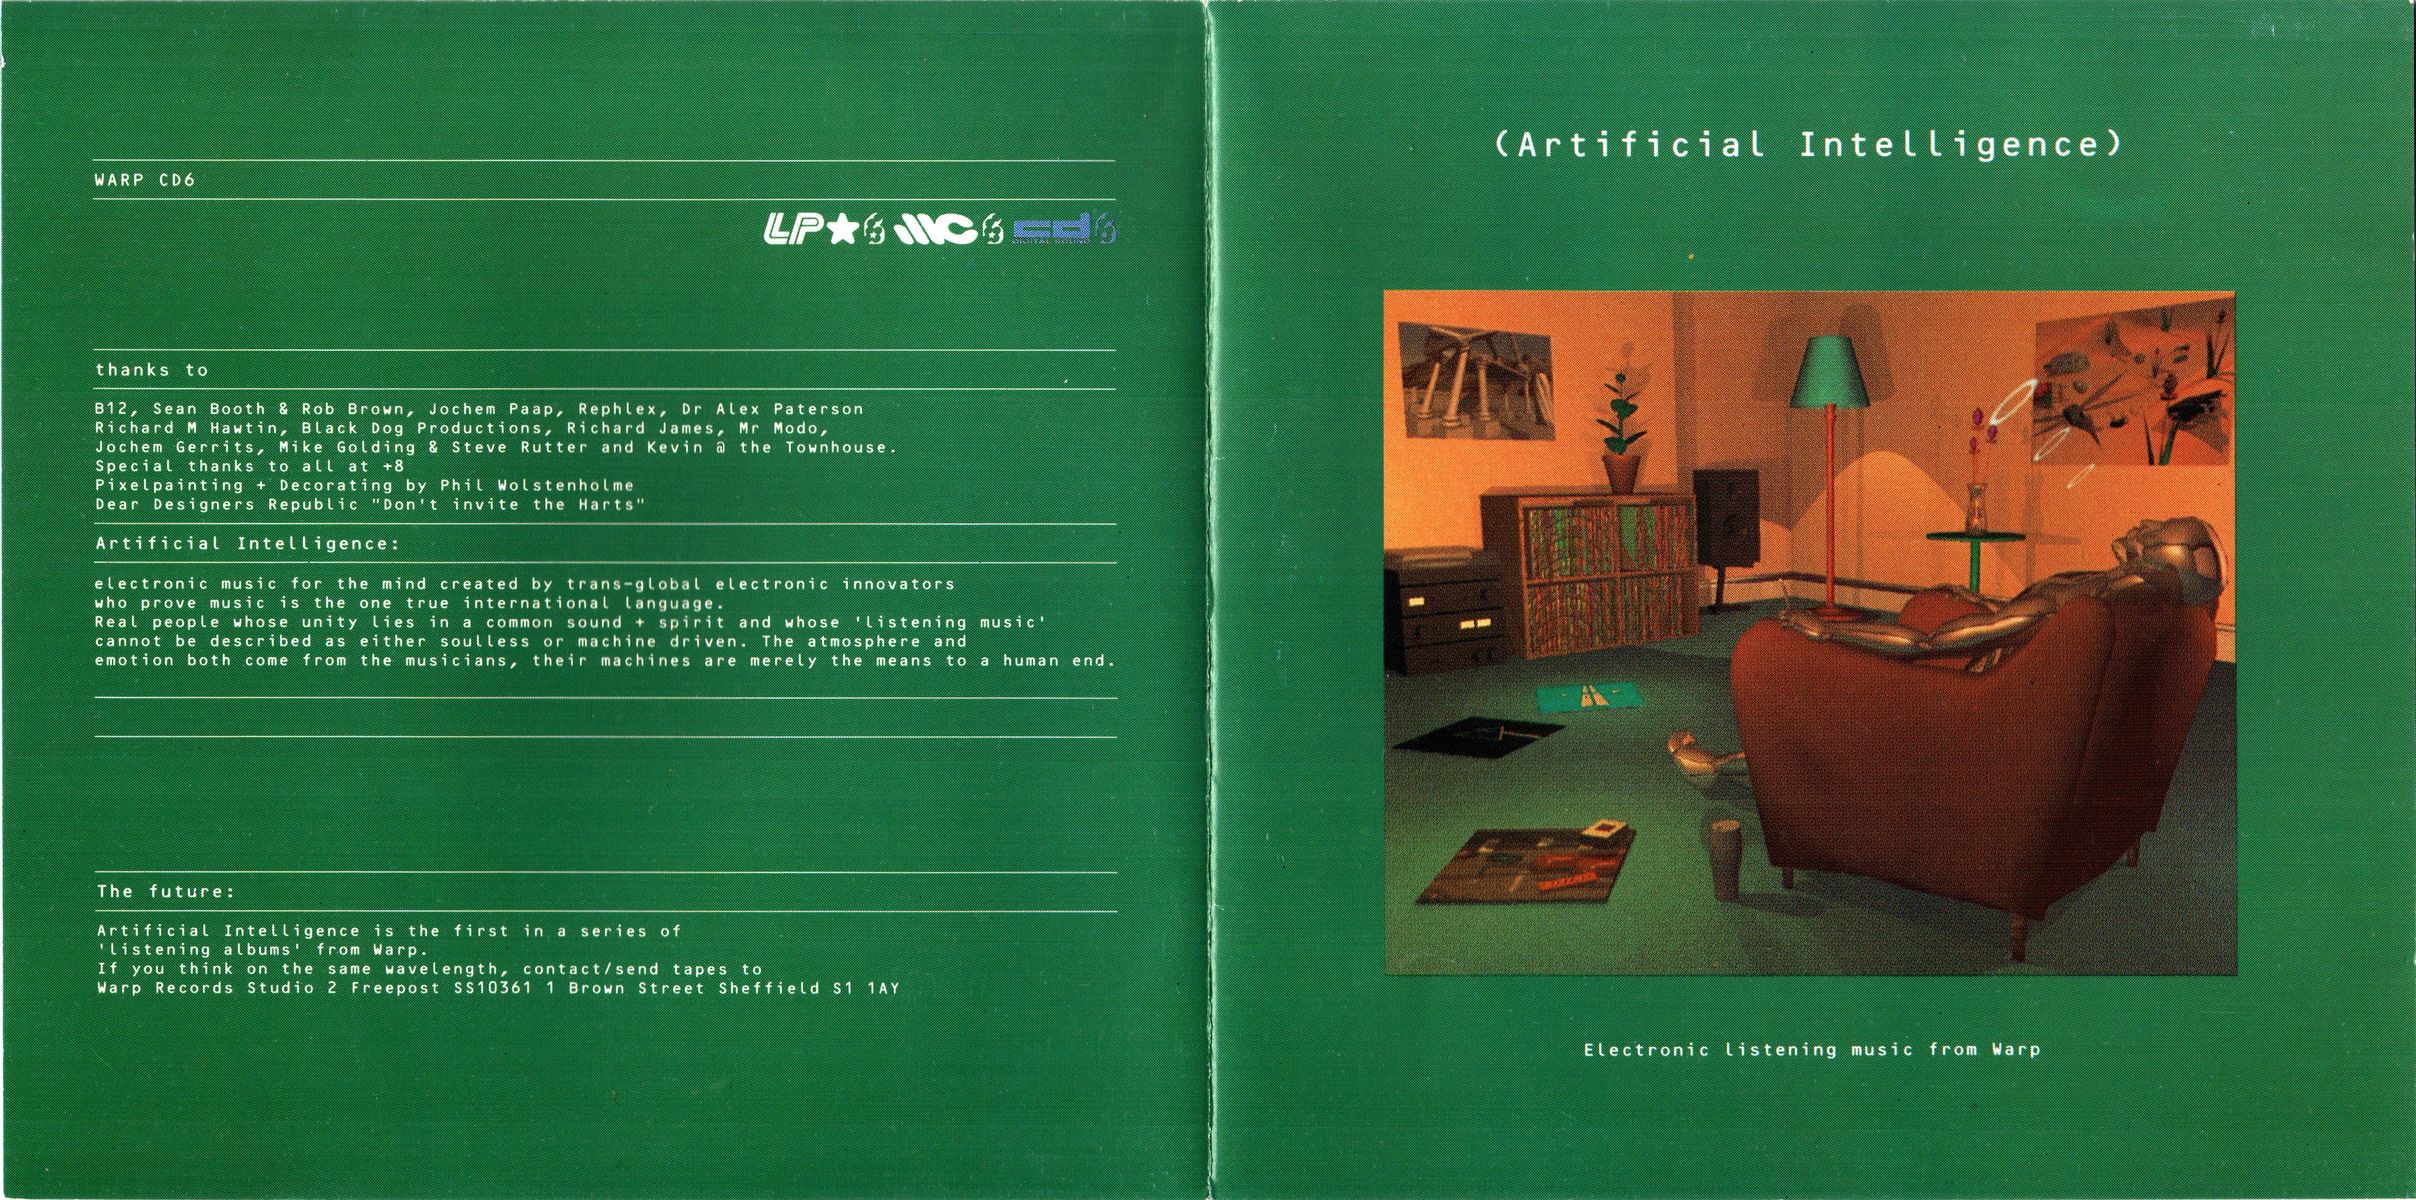 WARP CD6
LP★6 MC6 cd6
DIGITAL SOUND
thanks to
B12, Sean Booth & Rob Brown, Jochem Paap, Rephlex, Dr Alex Paterson
Richard M Hawtin, Black Dog Productions, Richard James, Mr Modo,
Jochem Gerrits, Mike Golding & Steve Rutter and Kevin @ the Townhouse.
Special thanks to all at +8
Pixelpainting + Decorating by Phil Wolstenholme
Dear Designers Republic "Don't invite the Harts"
Artificial Intelligence:
electronic music for the mind created by trans-global electronic innovators
who prove music is the one true international language.
Real people whose unity lies in a common sound + spirit and whose 'listening music'
cannot be described as either soulless or machine driven. The atmosphere and
emotion both come from the musicians, their machines are merely the means to a human end.
The future:
Artificial Intelligence is the first in a series of
'listening albums' from Warp.
If you think on the same wavelength, contact/send tapes to
Warp Records Studio 2 Freepost SS10361 1 Brown Street Sheffield S1 1AY
(Artificial Intelligence)
Electronic listening music from Warp